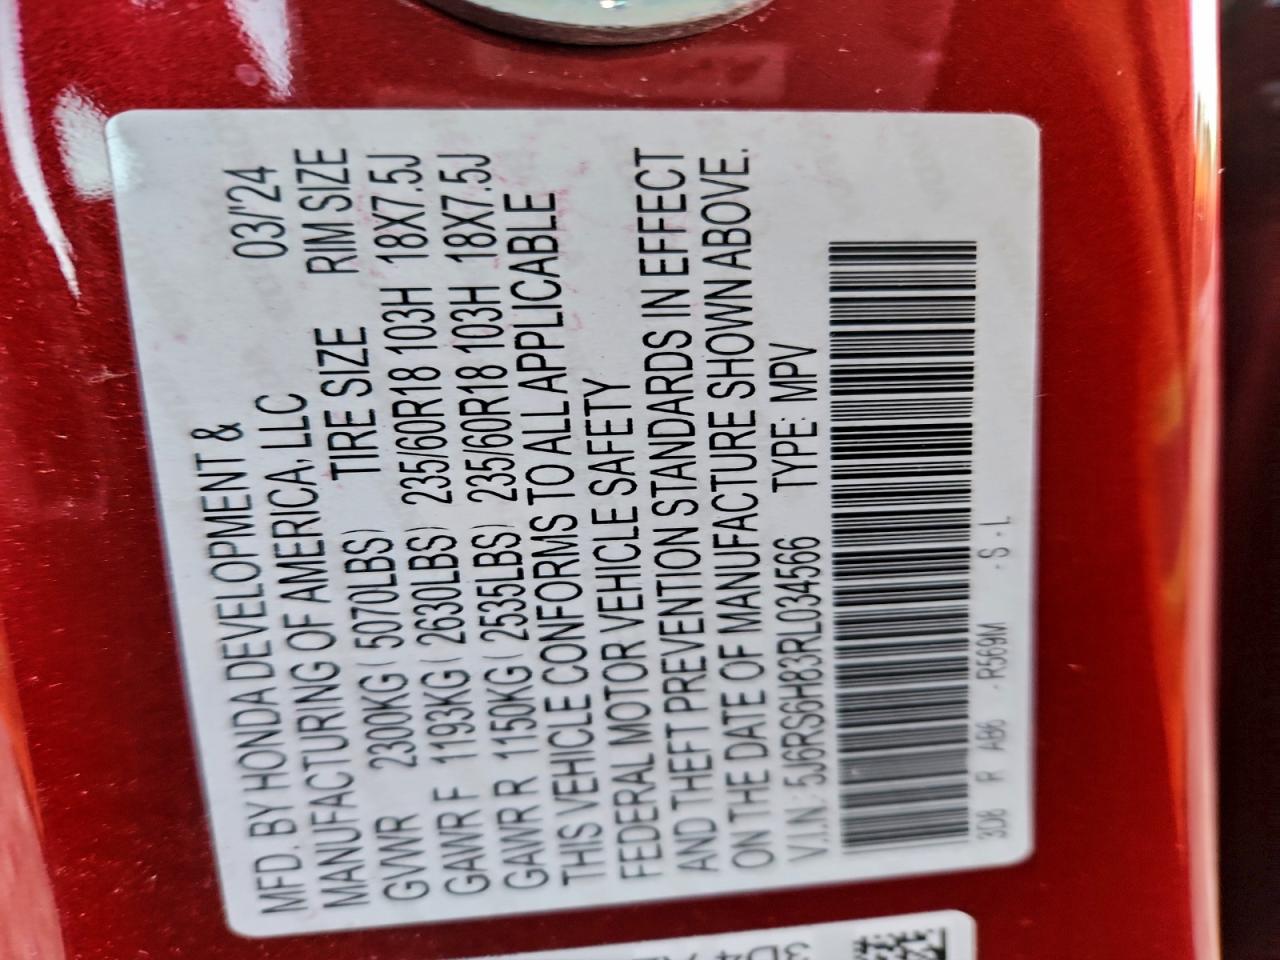 MFD. BY HONDA DEVELOPMENT &
MANUFACTURING OF AMERICA, LLC 03/'24
GVWR 2300KG ( 5070LBS) TIRE SIZE RIM SIZE
GAWR F 1193KG ( 2630LBS) 235/60R18 103H 18X7.5J
GAWR R 1150KG ( 2535LBS) 235/60R18 103H 18X7.5J
THIS VEHICLE CONFORMS TO ALL APPLICABLE
FEDERAL MOTOR VEHICLE SAFETY
AND THEFT PREVENTION STANDARDS IN EFFECT
ON THE DATE OF MANUFACTURE SHOWN ABOVE.
V.I.N.: 5J6RS6H83RL034566 TYPE: MPV
3D8 R AB6 - R569M - S - L